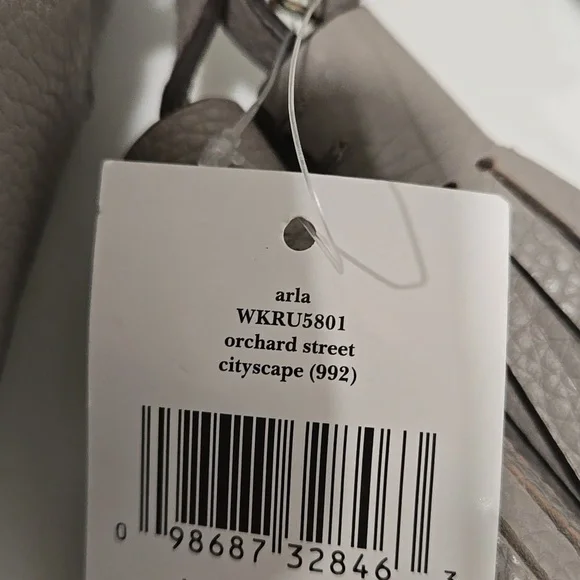 arla
WKRU5801
orchard street
cityscape (992)
0 98687 32846 3